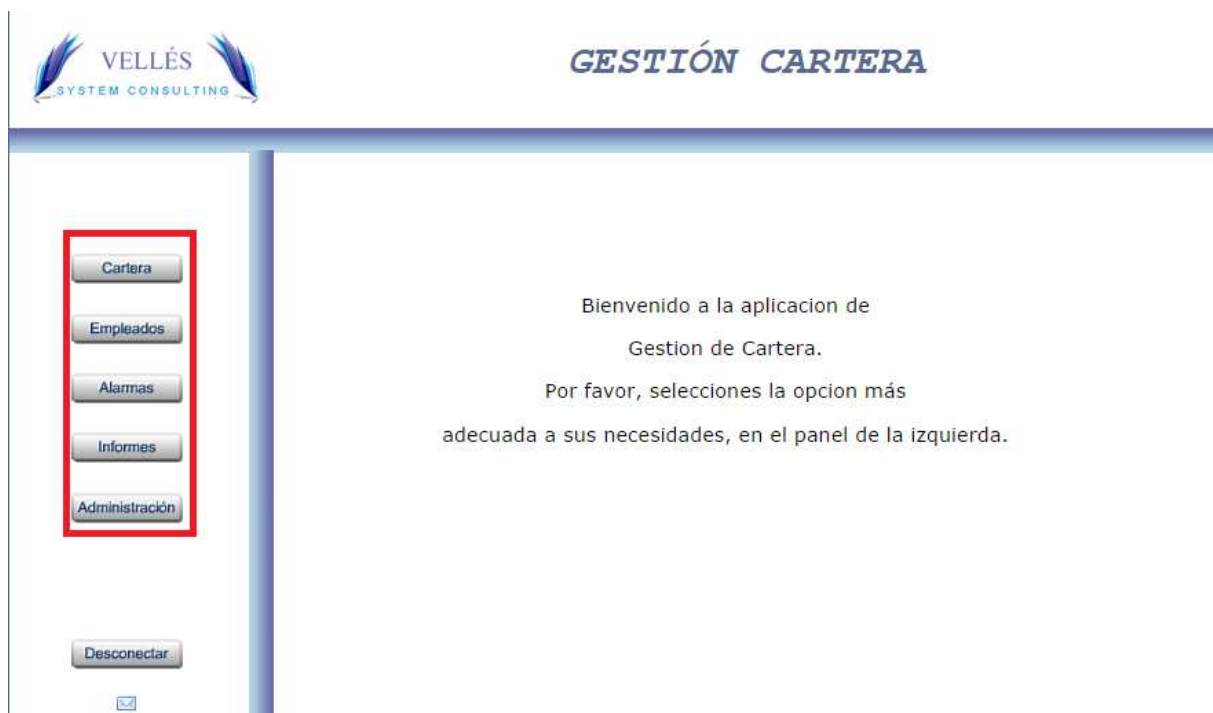 VELLÉS
SYSTEM CONSULTING
GESTIÓN CARTERA
Cartera
Empleados
Alarmas
Informes
Administración
Desconectar
Bienvenido a la aplicacion de
Gestion de Cartera.
Por favor, selecciones la opcion más
adecuada a sus necesidades, en el panel de la izquierda.